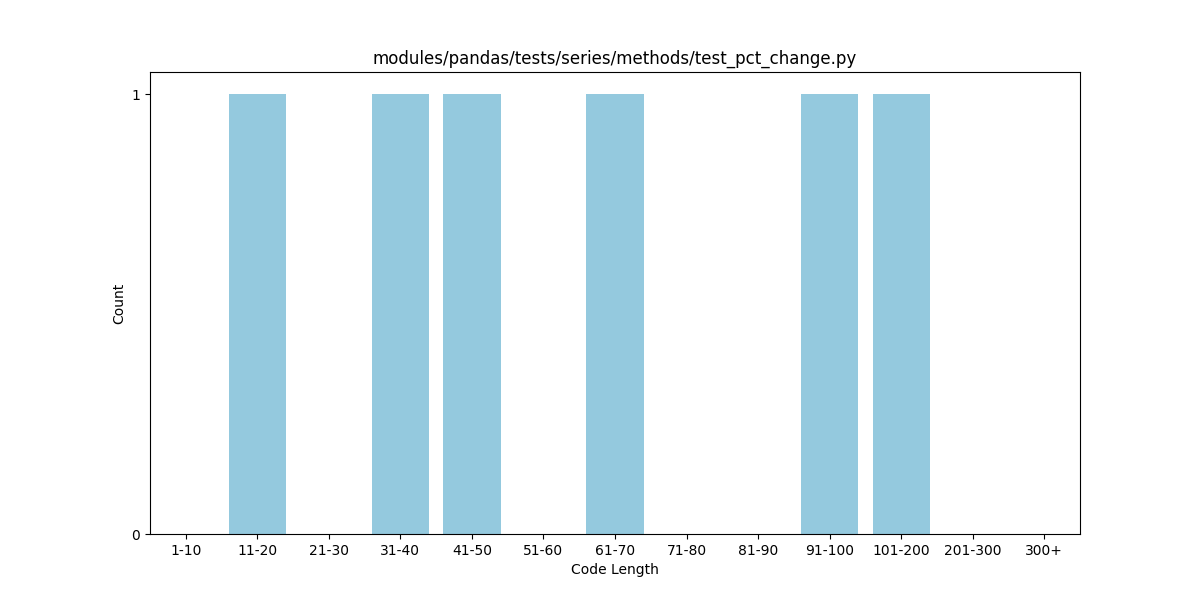 modules/pandas/tests/series/methods/test_pct_change.py
1
Count
0
1-10 11-20 21-30 31-40 41-50 51-60 61-70 71-80 81-90 91-100 101-200 201-300 300+
Code Length